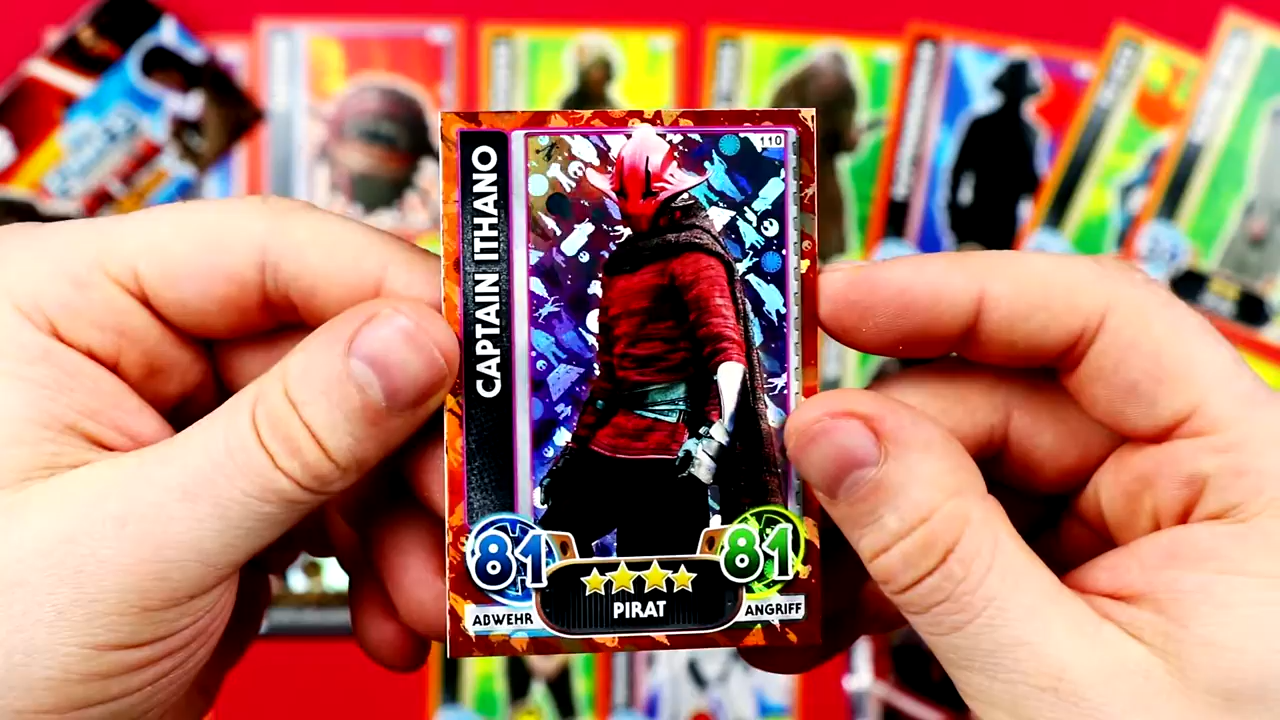 CAPTAIN ITHANO
110
81
81
PIRAT
ABWEHR
ANGRIFF